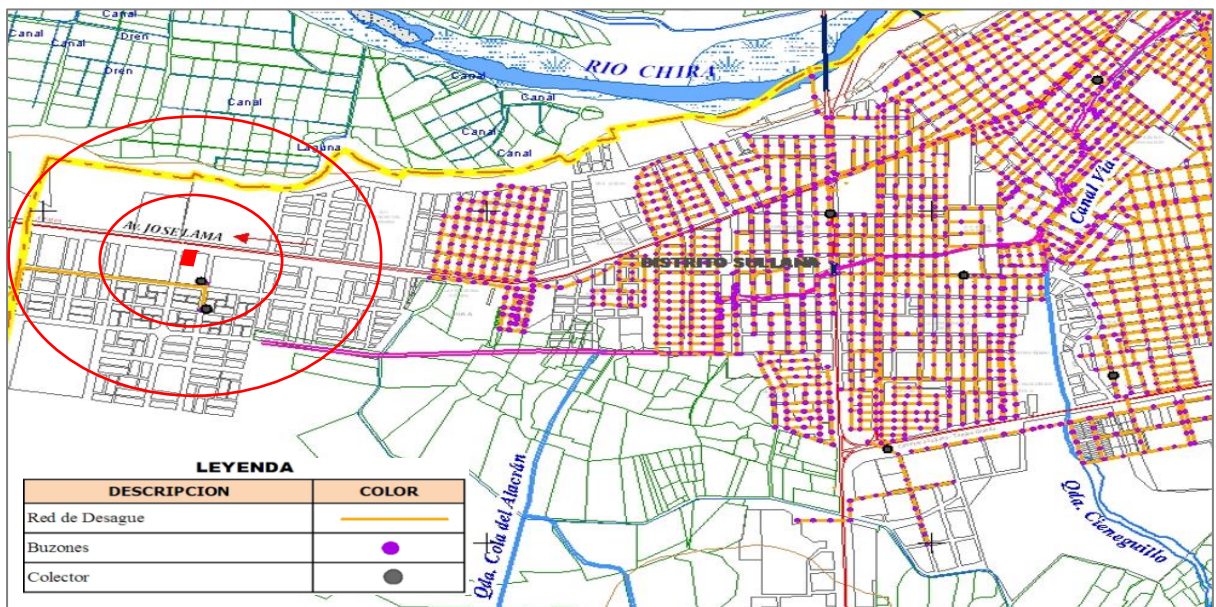 Canal
Canal
Canal
Canal
Dren
Dren
Canal
Canal
Canal
RIO CHIRA
Canal
Laguna
Canal
Canal Vía
Av. JOSE LAMA
DISTRITO SULLANA
Qda. Cola del Alacrán
Qda. Cieneguillo
LEYENDA
DESCRIPCION COLOR
Red de Desague
Buzones
Colector